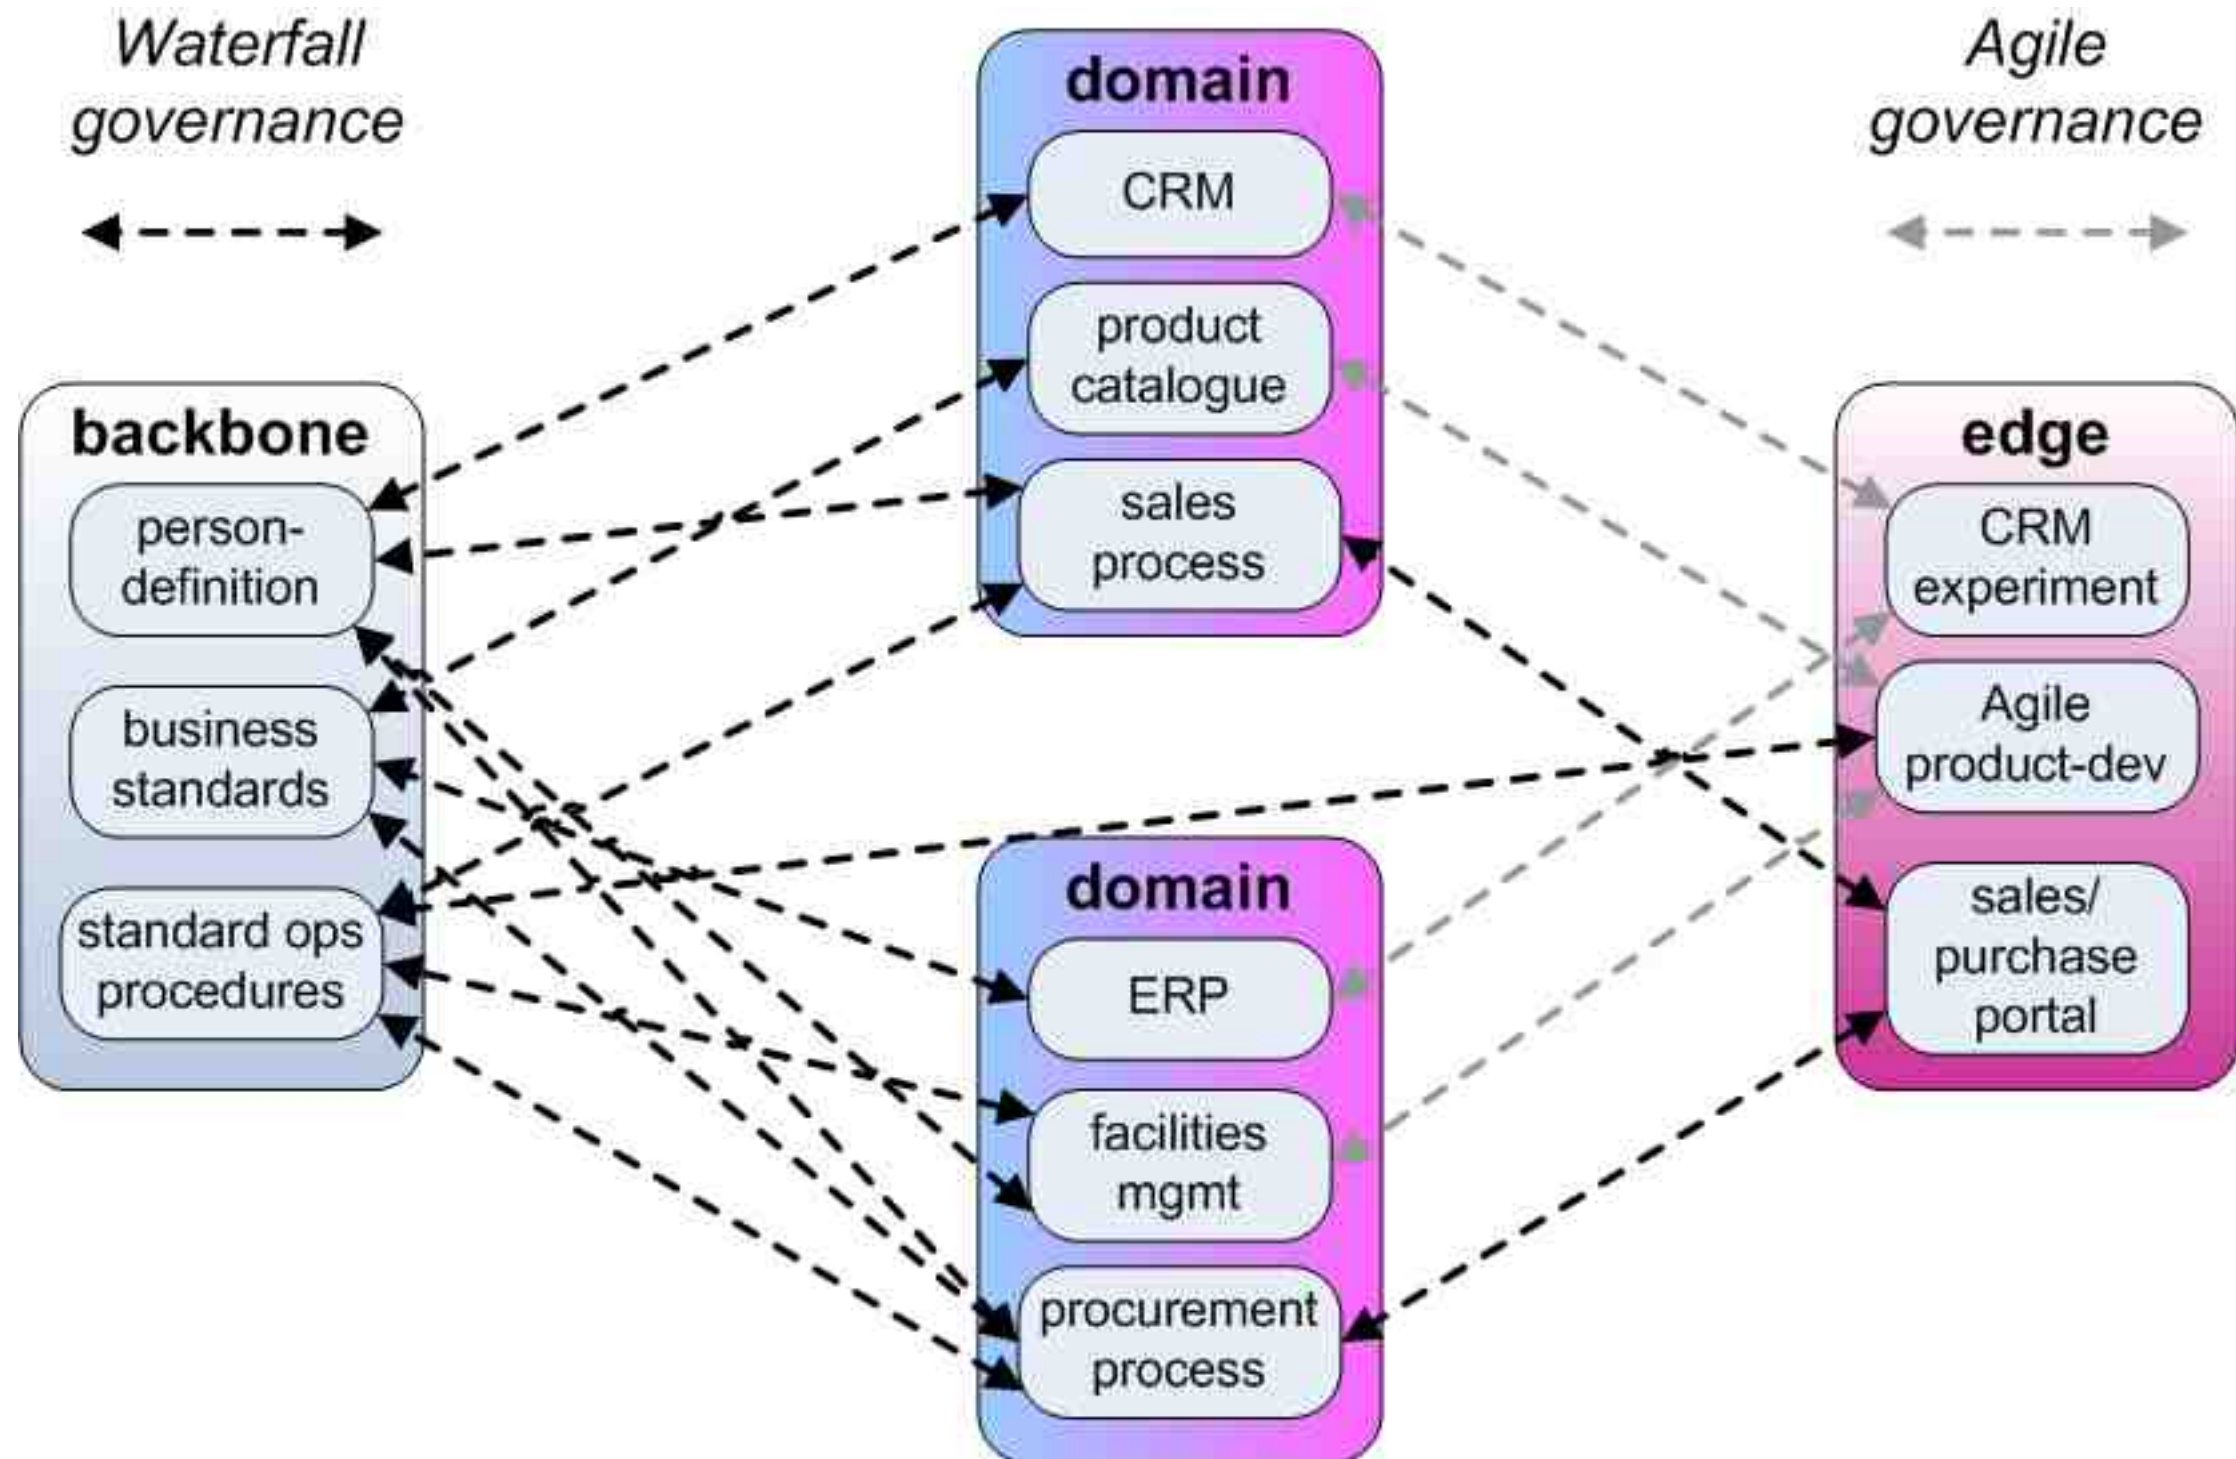 Waterfall
governance
domain
CRM
product
catalogue
sales
process
Agile
governance
backbone
person-
definition
business
standards
standard ops
procedures
domain
ERP
facilities
mgmt
procurement
process
edge
CRM
experiment
Agile
product-dev
sales/
purchase
portal